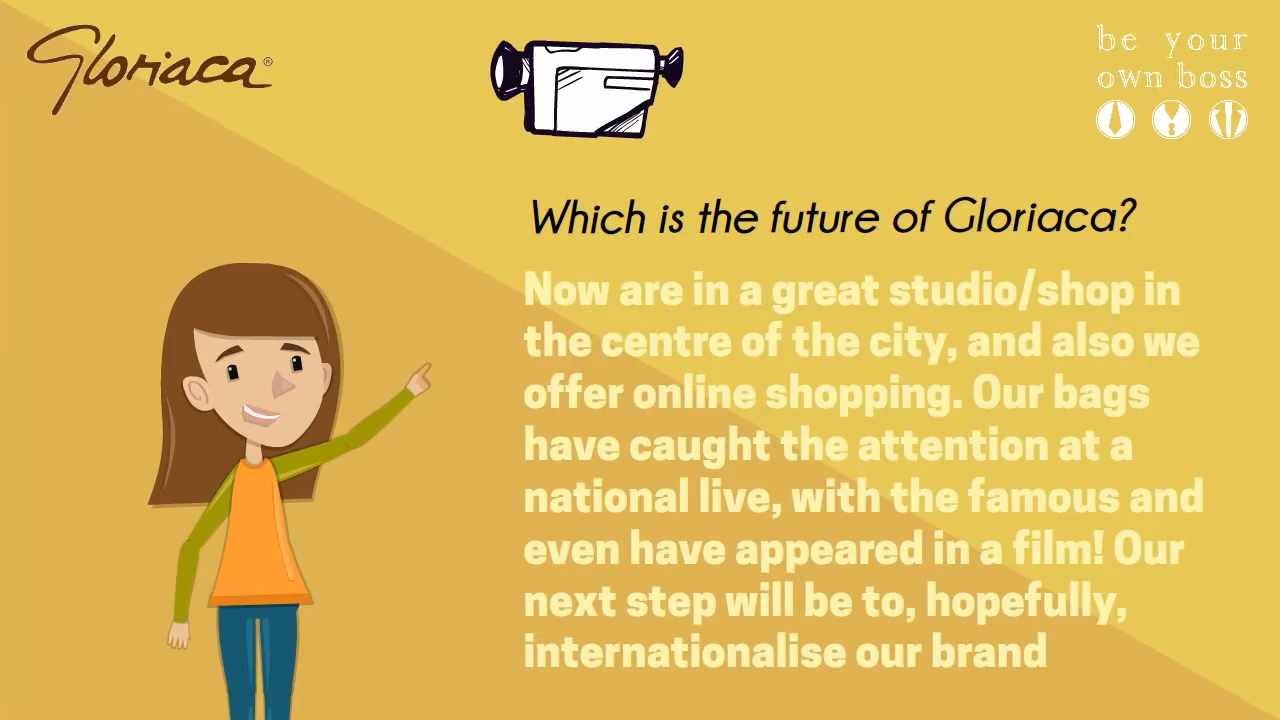 Gloriaca®
be your
own boss
Which is the future of Gloriaca?
Now are in a great studio/shop in
the centre of the city, and also we
offer online shopping. Our bags
have caught the attention at a
national live, with the famous and
even have appeared in a film! Our
next step will be to, hopefully,
internationalise our brand